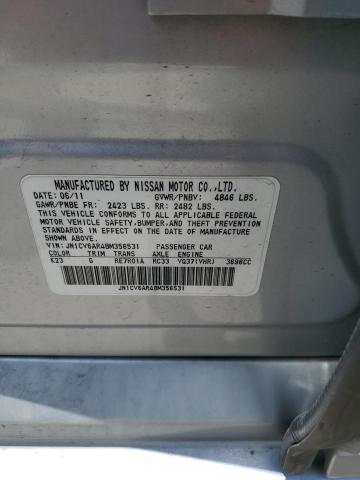 MANUFACTURED BY NISSAN MOTOR CO.,LTD.
DATE: 06/11 GVWR/PNBV: 4846 LBS.
GAWR/PNBE FR: 2423 LBS. RR: 2482 LBS.
THIS VEHICLE CONFORMS TO ALL APPLICABLE FEDERAL
MOTOR VEHICLE SAFETY, BUMPER, AND THEFT PREVENTION
STANDARDS IN EFFECT ON THE DATE OF MANUFACTURE
SHOWN ABOVE.
VIN: JN1CV6AR4BM356531 PASSENGER CAR
COLOR TRIM TRANS AXLE ENGINE
K23 G RE7R01A RC33 VQ37(VHR) 3696CC
JN1CV6AR4BM356531